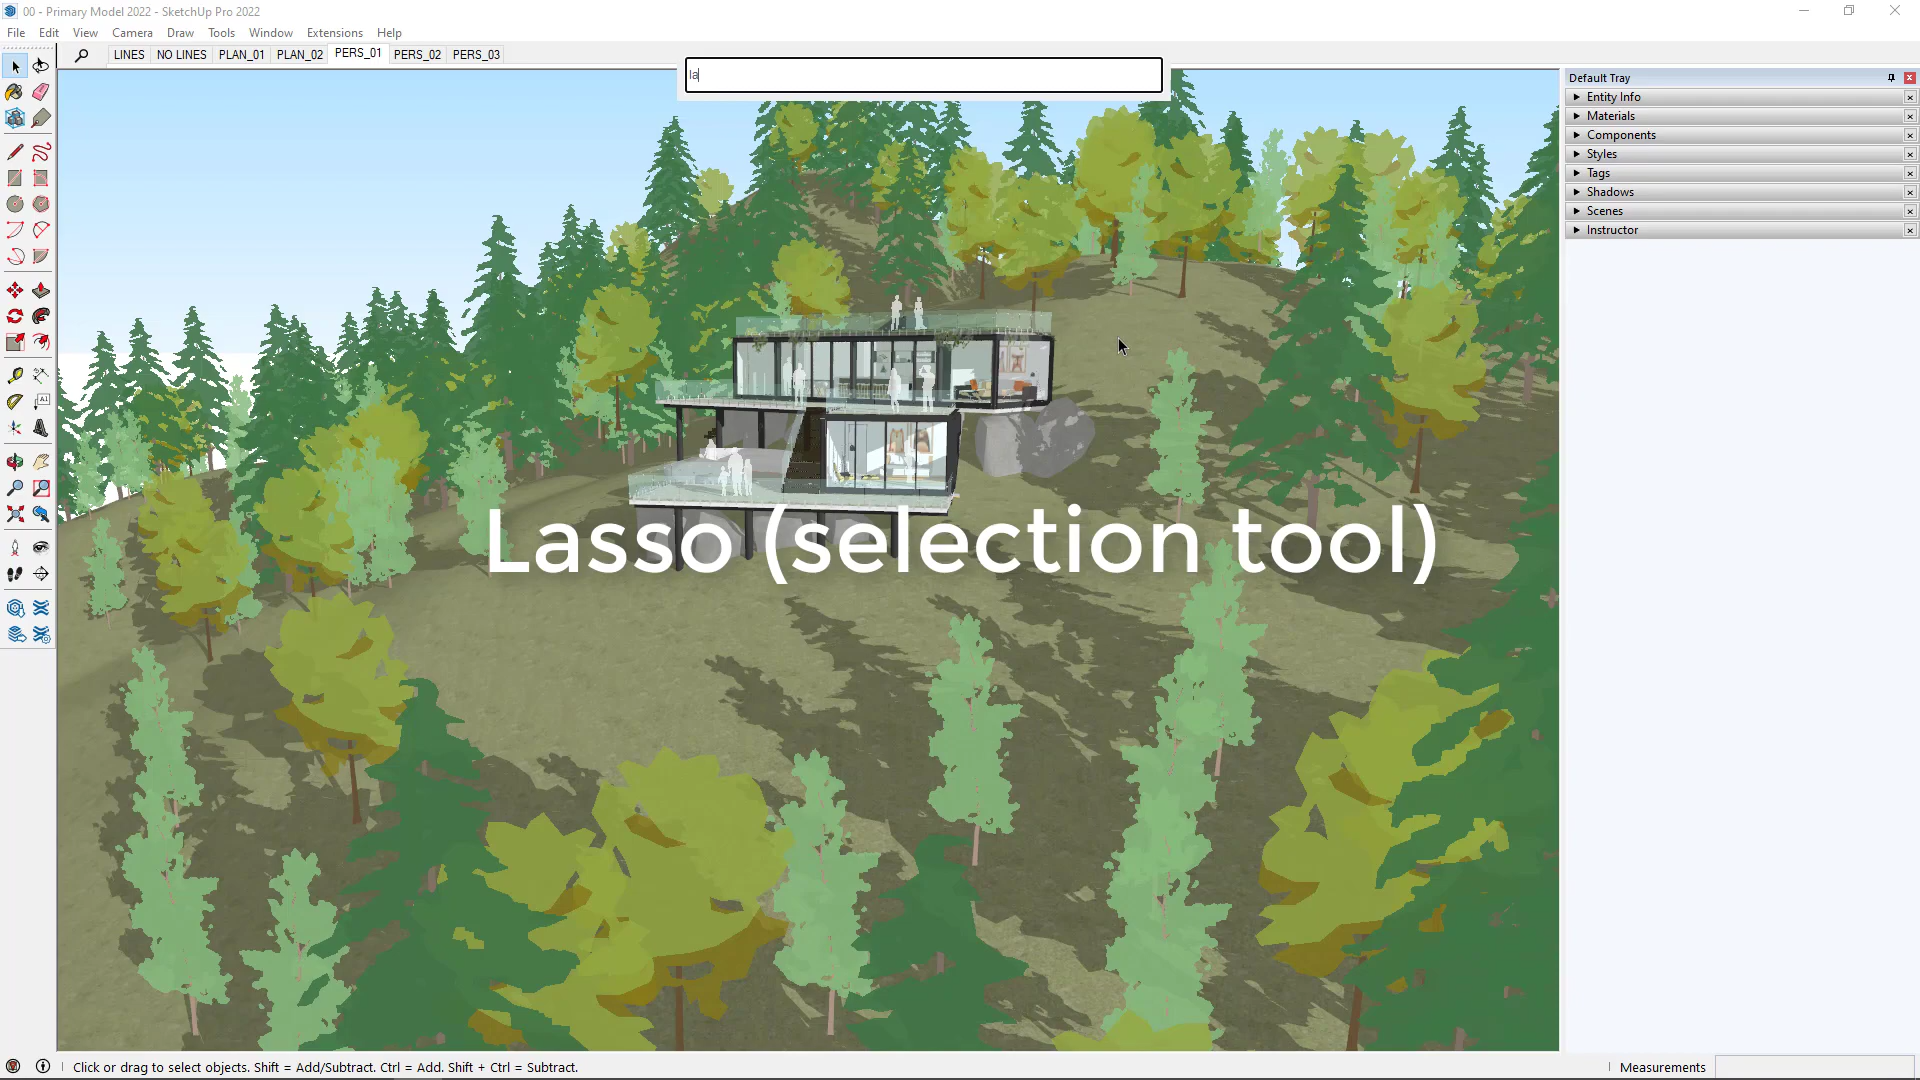 00 - Primary Model 2022 - SketchUp Pro 2022
File Edit View Camera Draw Tools Window Extensions Help
LINES NO LINES PLAN_01 PLAN_02 PERS_01 PERS_02 PERS_03
la
Default Tray
Entity Info
Materials
Components
Styles
Tags
Shadows
Scenes
Instructor
Lasso (selection tool)
Click or drag to select objects. Shift = Add/Subtract. Ctrl = Add. Shift + Ctrl = Subtract.
Measurements